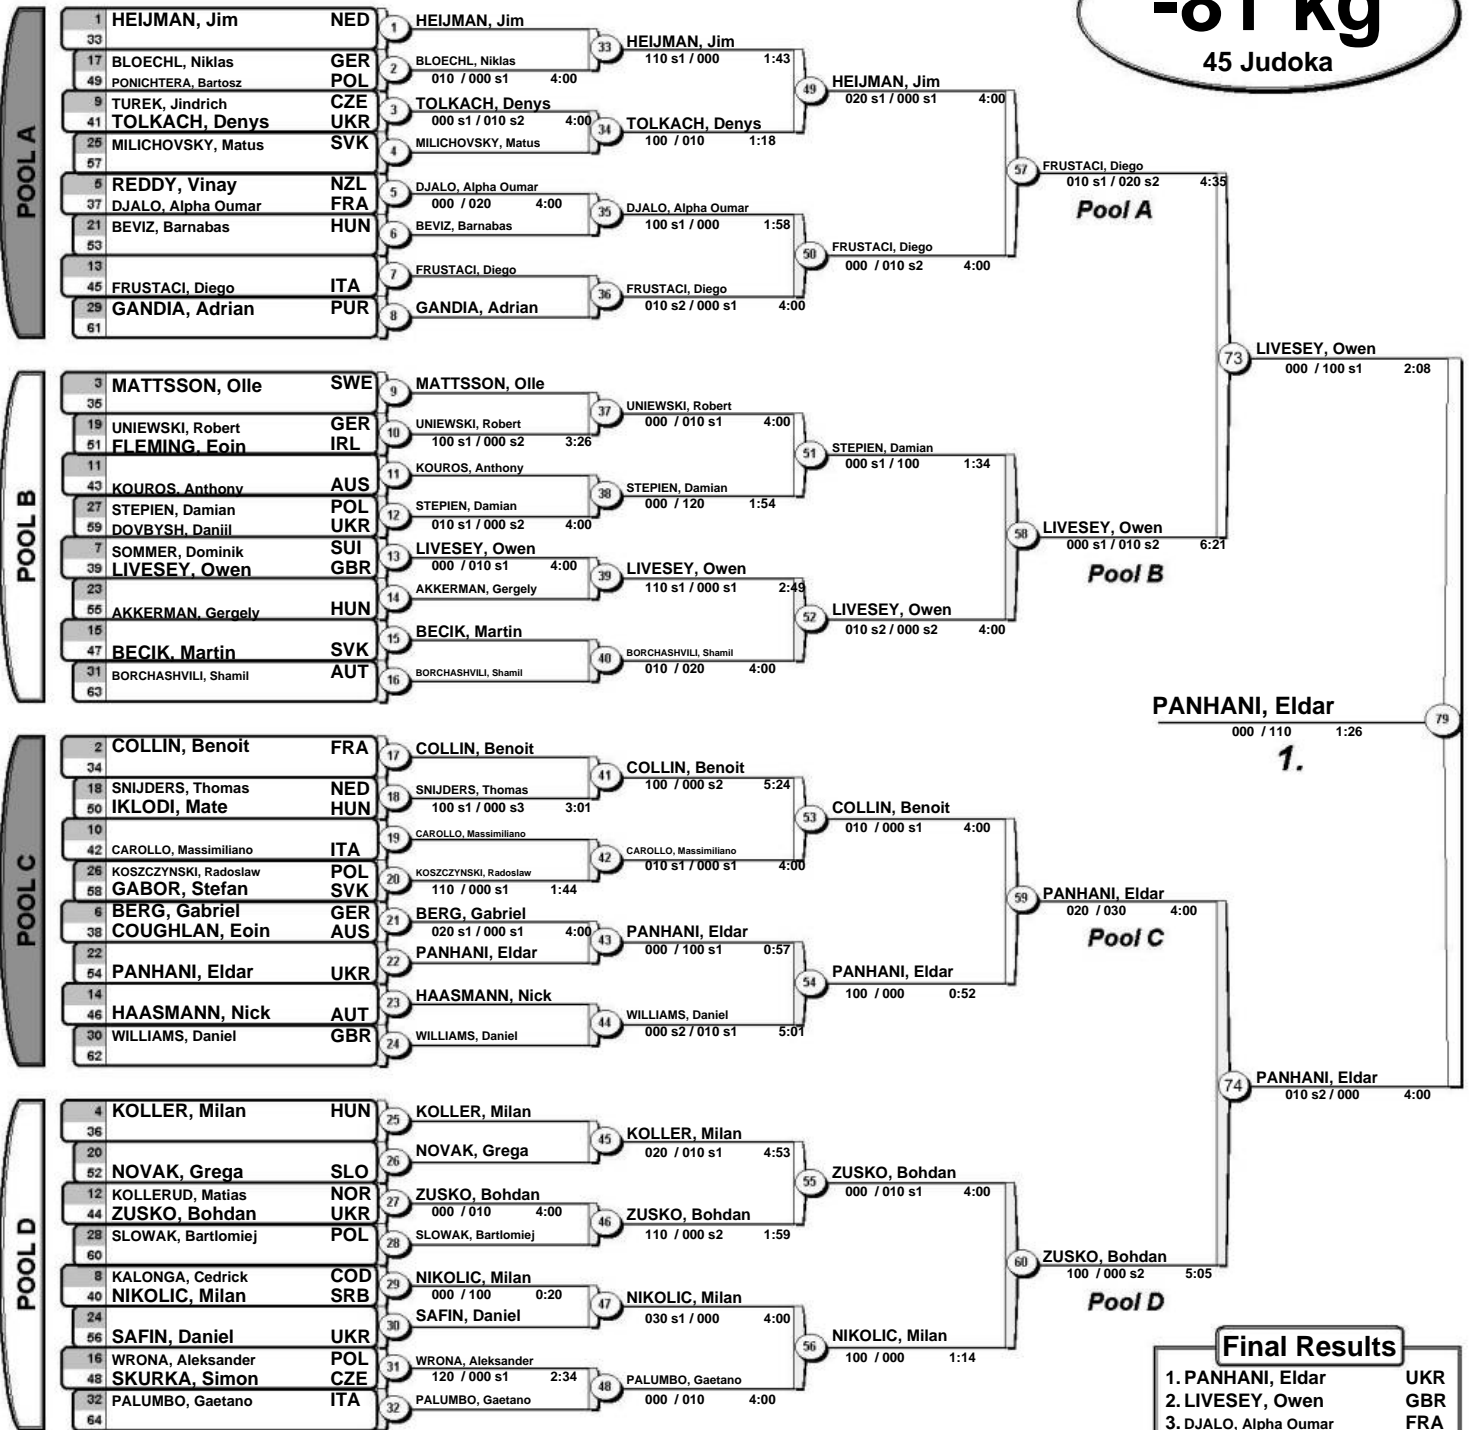 -81 kg
45 Judoka
POOL A
1 HEIJMAN, Jim NED
33
17 BLOECHL, Niklas GER
49 PONICHTERA, Bartosz POL
9 TUREK, Jindrich CZE
41 TOLKACH, Denys UKR
25 MILICHOVSKY, Matus SVK
57
5 REDDY, Vinay NZL
37 DJALO, Alpha Oumar FRA
21 BEVIZ, Barnabas HUN
53
13
45 FRUSTACI, Diego ITA
29 GANDIA, Adrian PUR
61
1 HEIJMAN, Jim
2 BLOECHL, Niklas
010 / 000 s1 4:00
3 TOLKACH, Denys
000 s1 / 010 s2 4:00
4 MILICHOVSKY, Matus
5 DJALO, Alpha Oumar
000 / 020 4:00
6 BEVIZ, Barnabas
7 FRUSTACI, Diego
8 GANDIA, Adrian
33 HEIJMAN, Jim
110 s1 / 000 1:43
34 TOLKACH, Denys
100 / 010 1:18
35 DJALO, Alpha Oumar
100 s1 / 000 1:58
36 FRUSTACI, Diego
010 s2 / 000 s1 4:00
49 HEIJMAN, Jim
020 s1 / 000 s1 4:00
50 FRUSTACI, Diego
000 / 010 s2 4:00
57 FRUSTACI, Diego
010 s1 / 020 s2 4:35
Pool A
POOL B
3 MATTSSON, Olle SWE
35
19 UNIEWSKI, Robert GER
51 FLEMING, Eoin IRL
11
43 KOUROS, Anthony AUS
27 STEPIEN, Damian POL
59 DOVBYSH, Daniil UKR
7 SOMMER, Dominik SUI
39 LIVESEY, Owen GBR
23
55 AKKERMAN, Gergely HUN
15
47 BECIK, Martin SVK
31 BORCHASHVILI, Shamil AUT
63
9 MATTSSON, Olle
10 UNIEWSKI, Robert
100 s1 / 000 s2 3:26
11 KOUROS, Anthony
12 STEPIEN, Damian
010 s1 / 000 s2 4:00
13 LIVESEY, Owen
000 / 010 s1 4:00
14 AKKERMAN, Gergely
15 BECIK, Martin
16 BORCHASHVILI, Shamil
37 UNIEWSKI, Robert
000 / 010 s1 4:00
38 STEPIEN, Damian
000 / 120 1:54
39 LIVESEY, Owen
110 s1 / 000 s1 2:49
40 BORCHASHVILI, Shamil
010 / 020 4:00
51 STEPIEN, Damian
000 s1 / 100 1:34
52 LIVESEY, Owen
010 s2 / 000 s2 4:00
58 LIVESEY, Owen
000 s1 / 010 s2 6:21
Pool B
73 LIVESEY, Owen
000 / 100 s1 2:08
PANHANI, Eldar 79
000 / 110 1:26
1.
POOL C
2 COLLIN, Benoit FRA
34
18 SNIJDERS, Thomas NED
50 IKLODI, Mate HUN
10
42 CAROLLO, Massimiliano ITA
26 KOSZCZYNSKI, Radoslaw POL
58 GABOR, Stefan SVK
6 BERG, Gabriel GER
38 COUGHLAN, Eoin AUS
22
54 PANHANI, Eldar UKR
14
46 HAASMANN, Nick AUT
30 WILLIAMS, Daniel GBR
62
17 COLLIN, Benoit
18 SNIJDERS, Thomas
100 s1 / 000 s3 3:01
19 CAROLLO, Massimiliano
20 KOSZCZYNSKI, Radoslaw
110 / 000 s1 1:44
21 BERG, Gabriel
020 s1 / 000 s1 4:00
22 PANHANI, Eldar
23 HAASMANN, Nick
24 WILLIAMS, Daniel
41 COLLIN, Benoit
100 / 000 s2 5:24
42 CAROLLO, Massimiliano
010 s1 / 000 s1 4:00
43 PANHANI, Eldar
000 / 100 s1 0:57
44 WILLIAMS, Daniel
000 s2 / 010 s1 5:01
53 COLLIN, Benoit
010 / 000 s1 4:00
54 PANHANI, Eldar
100 / 000 0:52
59 PANHANI, Eldar
020 / 030 4:00
Pool C
POOL D
4 KOLLER, Milan HUN
36
20
52 NOVAK, Grega SLO
12 KOLLERUD, Matias NOR
44 ZUSKO, Bohdan UKR
28 SLOWAK, Bartlomiej POL
60
8 KALONGA, Cedrick COD
40 NIKOLIC, Milan SRB
24
56 SAFIN, Daniel UKR
16 WRONA, Aleksander POL
48 SKURKA, Simon CZE
32 PALUMBO, Gaetano ITA
64
25 KOLLER, Milan
26 NOVAK, Grega
27 ZUSKO, Bohdan
000 / 010 4:00
28 SLOWAK, Bartlomiej
29 NIKOLIC, Milan
000 / 100 0:20
30 SAFIN, Daniel
31 WRONA, Aleksander
120 / 000 s1 2:34
32 PALUMBO, Gaetano
45 KOLLER, Milan
020 / 010 s1 4:53
46 ZUSKO, Bohdan
110 / 000 s2 1:59
47 NIKOLIC, Milan
030 s1 / 000 4:00
48 PALUMBO, Gaetano
000 / 010 4:00
55 ZUSKO, Bohdan
000 / 010 s1 4:00
56 NIKOLIC, Milan
100 / 000 1:14
60 ZUSKO, Bohdan
100 / 000 s2 5:05
Pool D
74 PANHANI, Eldar
010 s2 / 000 4:00
Final Results
1. PANHANI, Eldar UKR
2. LIVESEY, Owen GBR
3. DJALO, Alpha Oumar FRA